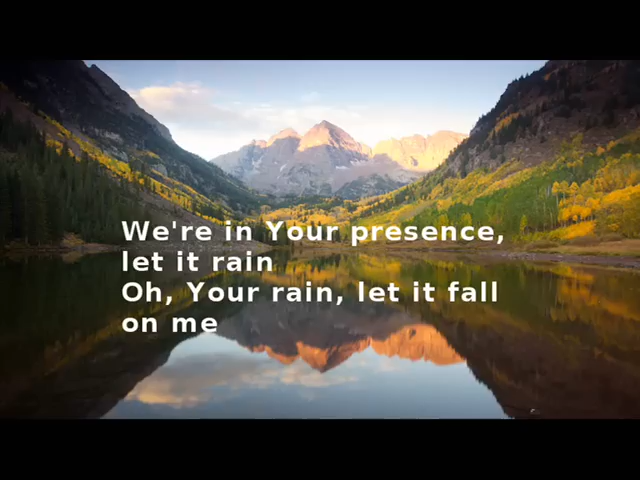 We're in Your presence,
let it rain
Oh, Your rain, let it fall
on me